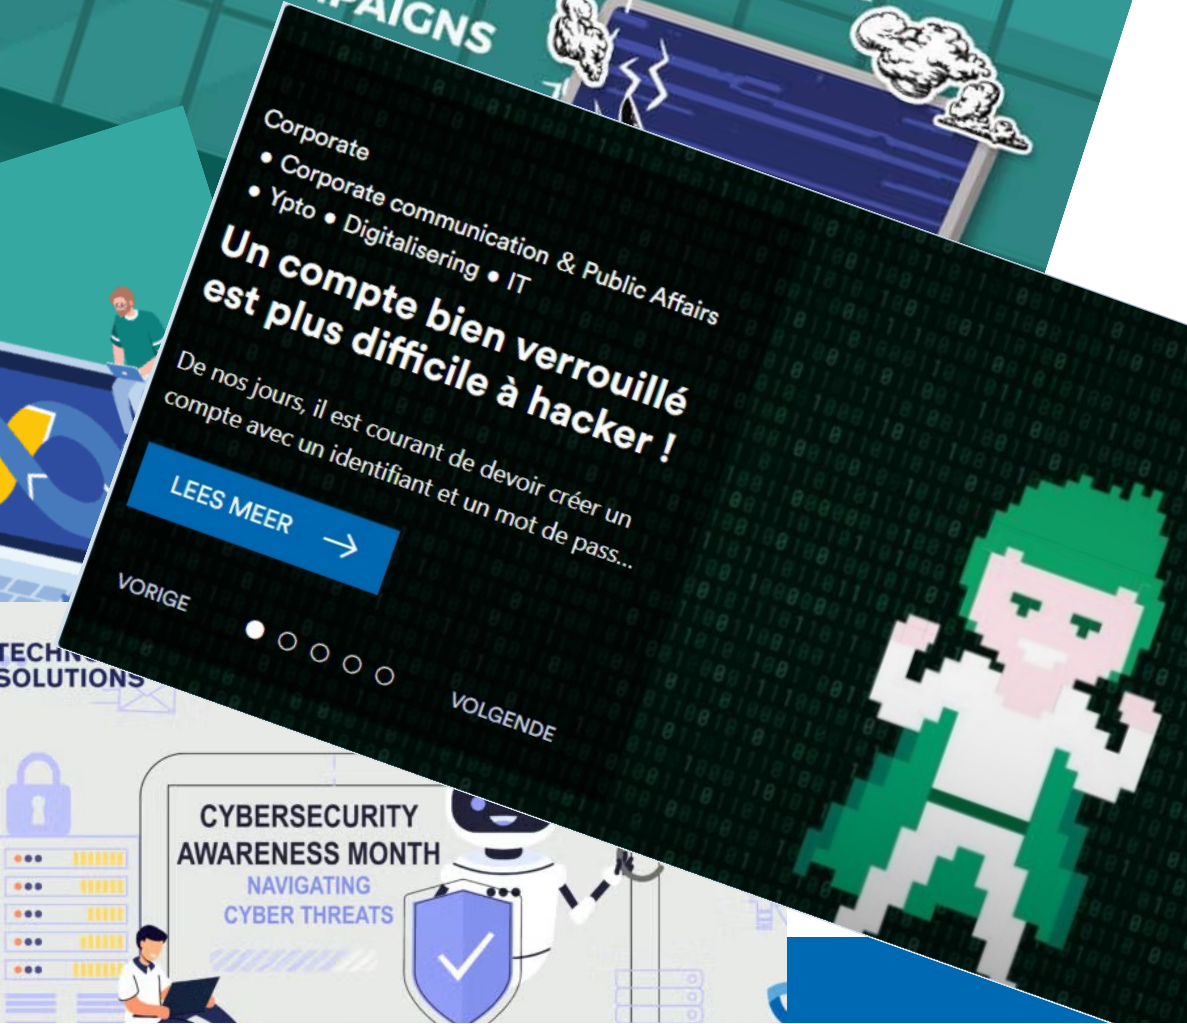 Corporate
• Corporate communication & Public Affairs
• Ypto • Digitalisering • IT
Un compte bien verrouillé
est plus difficile à hacker !
De nos jours, il est courant de devoir créer un
compte avec un identifiant et un mot de pass...
LEES MEER
VORIGE
VOLGENDE
SOLUTIONS
CYBERSECURITY
AWARENESS MONTH
NAVIGATING
CYBER THREATS